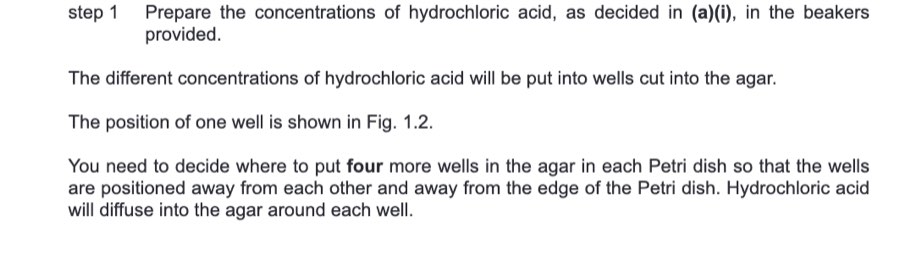 step 1 Prepare the concentrations of hydrochloric acid, as decided in (a)(i), in the beakers
provided.
The different concentrations of hydrochloric acid will be put into wells cut into the agar.
The position of one well is shown in Fig. 1.2.
You need to decide where to put four more wells in the agar in each Petri dish so that the wells
are positioned away from each other and away from the edge of the Petri dish. Hydrochloric acid
will diffuse into the agar around each well.